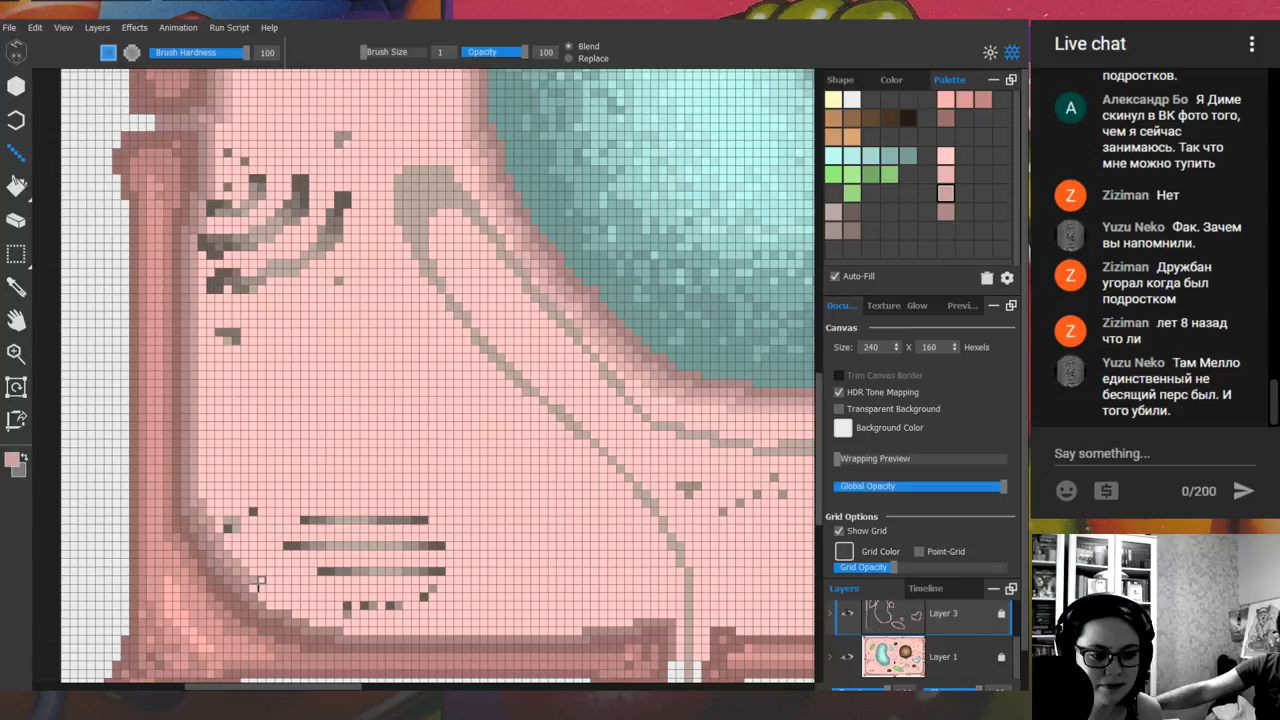 File Edit View Layers Effects Animation Run Script Help
Brush Hardness 100 Brush Size 1 Opacity 100 Blend
Replace
Shape Color Palette
Auto-Fill
Docu... Texture Glow Previ...
Canvas
Size: 240 X 160 Hexels
Trim Canvas Border
HDR Tone Mapping
Transparent Background
Background Color
Wrapping Preview
Global Opacity
Grid Options
Show Grid
Grid Color Point-Grid
Grid Opacity
Layers Timeline
Layer 3
Layer 1
Live chat
подростков.
А Александр Бо Я Диме
скинул в ВК фото того,
чем я сейчас
занимаюсь. Так что
мне можно тупить
Z Ziziman Нет
Yuzu Neko Фак. Зачем
вы напомнили.
Z Ziziman Дружбан
угорал когда был
подростком
Z Ziziman лет 8 назад
что ли
Yuzu Neko Там Мелло
единственный не
бесящий перс был. И
того убили.
Say something...
0/200